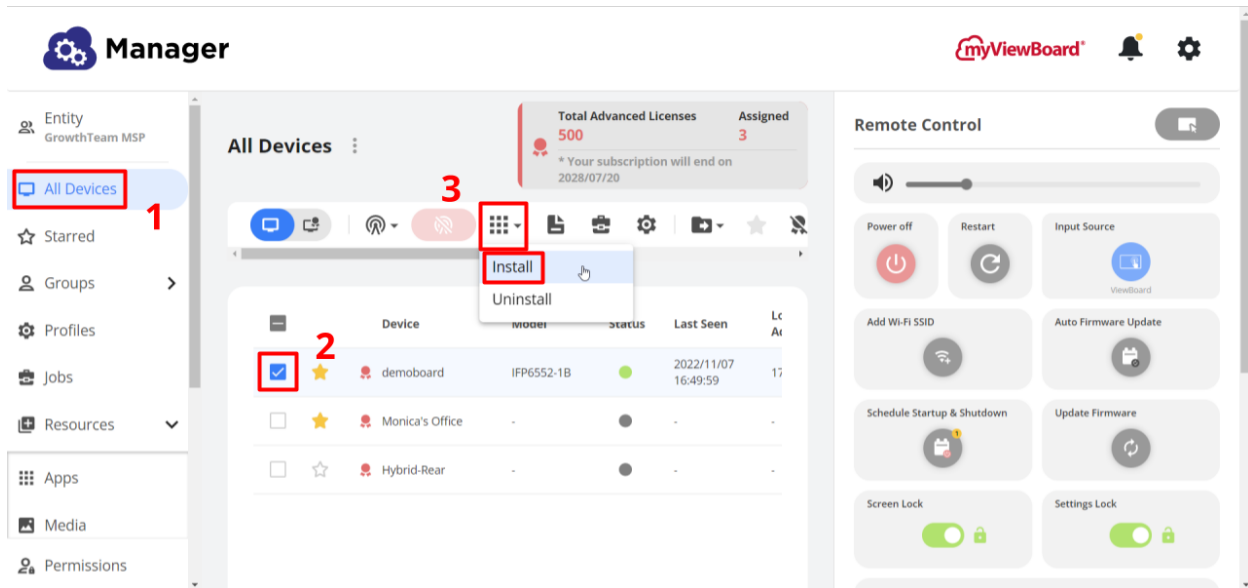 Manager
myViewBoard
Entity
GrowthTeam MSP
All Devices
1
Starred
Groups
Profiles
Jobs
Resources
Apps
Media
Permissions
All Devices
Total Advanced Licenses Assigned
500 3
* Your subscription will end on
2028/07/20
3
Install
Uninstall
Device Model Status Last Seen
2
demoboard IFP6552-1B 2022/11/07
16:49:59 17
Monica's Office - - -
Hybrid-Rear - - -
Remote Control
Power off Restart Input Source
ViewBoard
Add Wi-Fi SSID Auto Firmware Update
Schedule Startup & Shutdown Update Firmware
1
Screen Lock Settings Lock